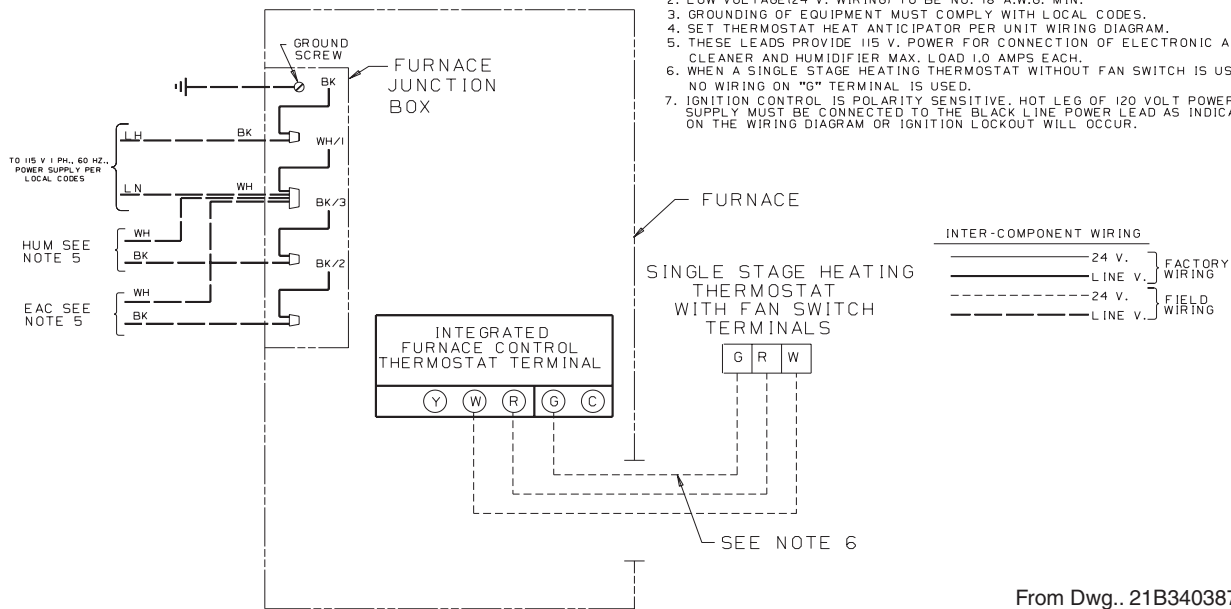 2. LOW VOLTAGE(24 V. WIRING) TO BE NO. 18 A.W.G. MIN.
3. GROUNDING OF EQUIPMENT MUST COMPLY WITH LOCAL CODES.
4. SET THERMOSTAT HEAT ANTICIPATOR PER UNIT WIRING DIAGRAM.
5. THESE LEADS PROVIDE 115 V. POWER FOR CONNECTION OF ELECTRONIC A
CLEANER AND HUMIDIFIER MAX. LOAD 1.0 AMPS EACH.
6. WHEN A SINGLE STAGE HEATING THERMOSTAT WITHOUT FAN SWITCH IS US
NO WIRING ON "G" TERMINAL IS USED.
7. IGNITION CONTROL IS POLARITY SENSITIVE. HOT LEG OF 120 VOLT POWER
SUPPLY MUST BE CONNECTED TO THE BLACK LINE POWER LEAD AS INDICA
ON THE WIRING DIAGRAM OR IGNITION LOCKOUT WILL OCCUR.
GROUND
SCREW
BK
FURNACE
JUNCTION
BOX
LH
BK
WH/1
TO 115 V 1 PH., 60 HZ.,
POWER SUPPLY PER
LOCAL CODES
LN
WH
BK/3
HUM SEE
NOTE 5
WH
BK
BK/2
EAC SEE
NOTE 5
WH
BK
FURNACE
INTEGRATED
FURNACE CONTROL
THERMOSTAT TERMINAL
Y W R G C
SINGLE STAGE HEATING
THERMOSTAT
WITH FAN SWITCH
TERMINALS
G R W
SEE NOTE 6
INTER-COMPONENT WIRING
24 V.
LINE V.
FACTORY
WIRING
24 V.
LINE V.
FIELD
WIRING
From Dwg.. 21B340387